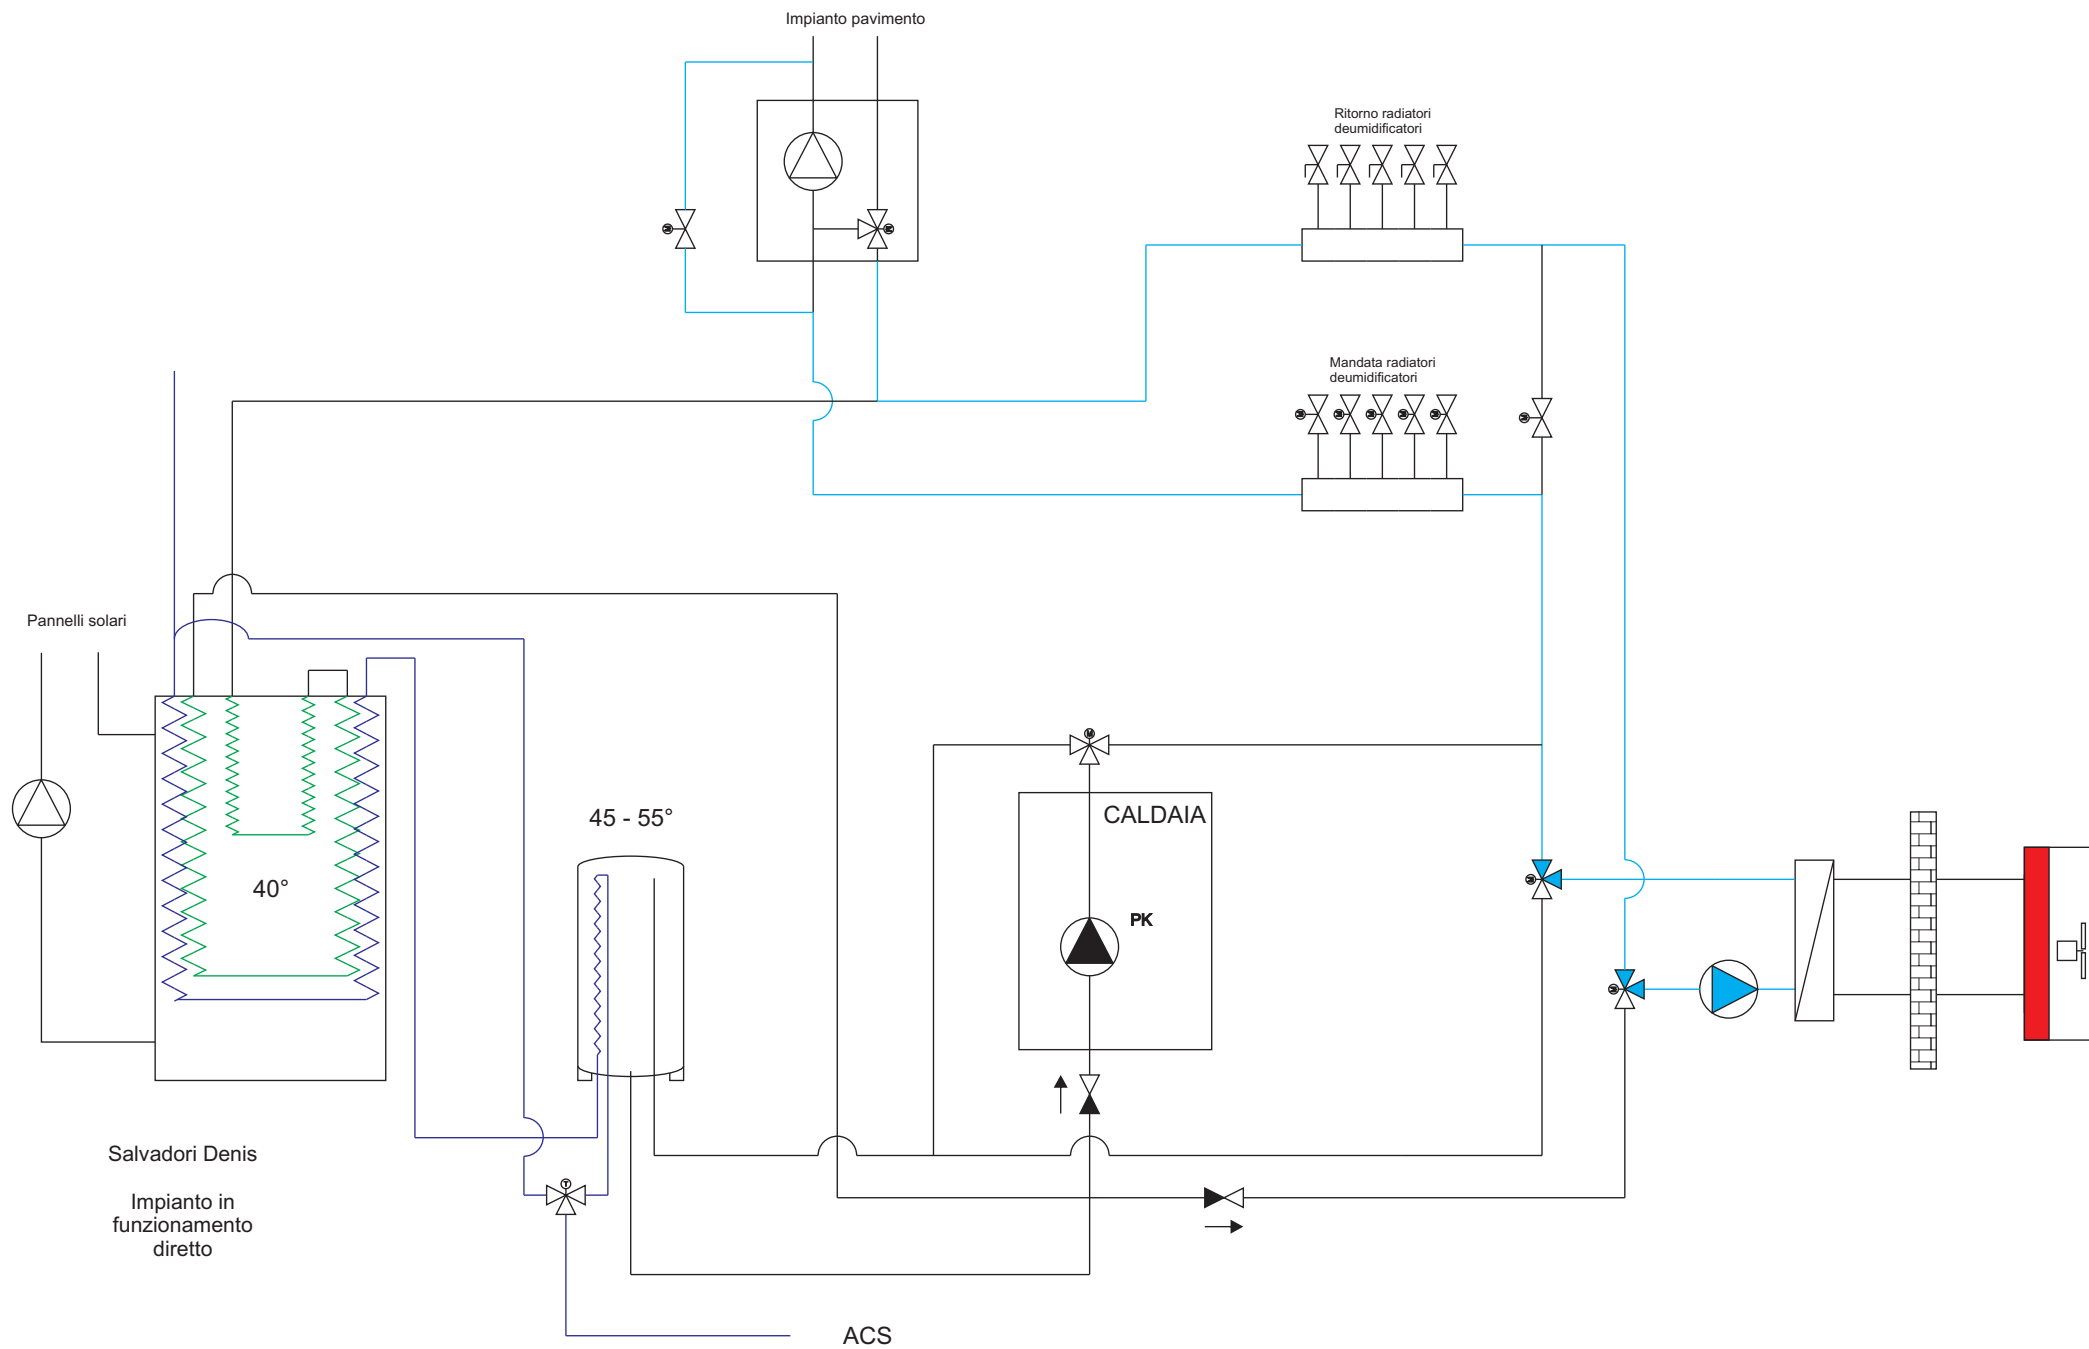 Impianto pavimento
Ritorno radiatori
deumidificatori
Mandata radiatori
deumidificatori
Pannelli solari
CALDAIA
45 - 55°
40°
PK
Salvadori Denis
Impianto in
funzionamento
diretto
ACS
M
M
M
M
M
M
M
M
M
M
M
T